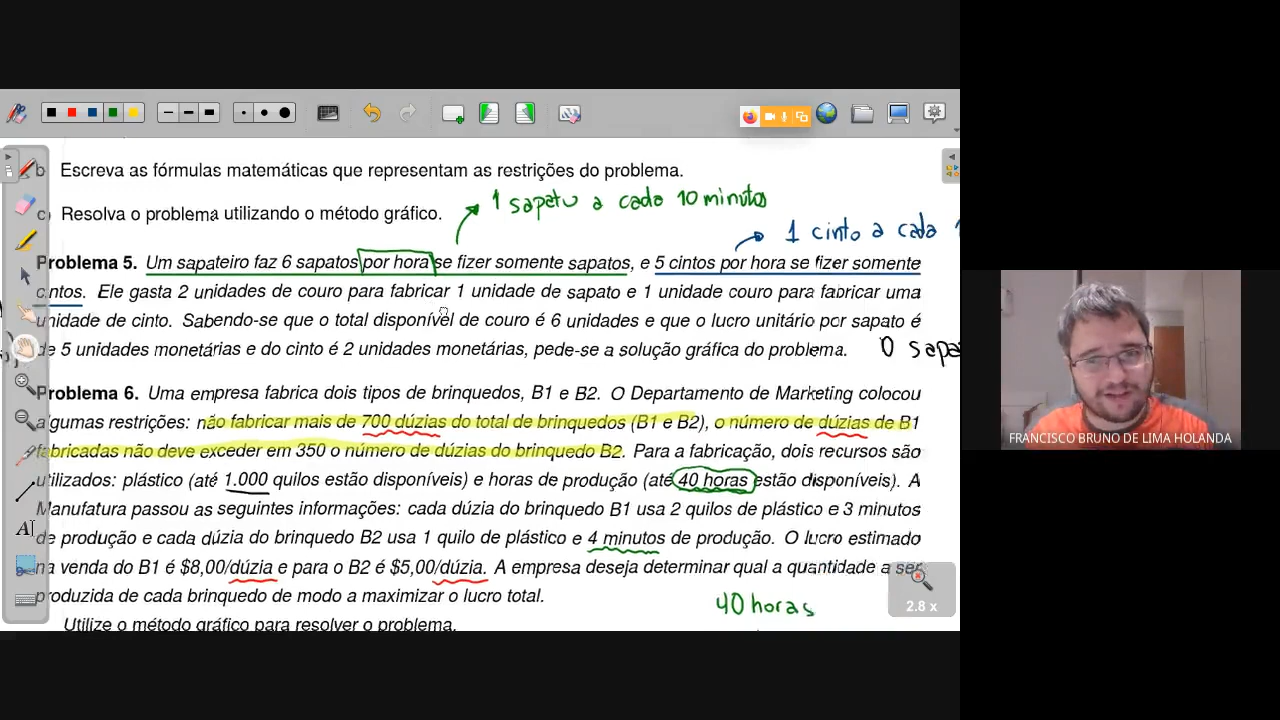 b Escreva as fórmulas matemáticas que representam as restrições do problema.
1 sapato a cada 10 minutos
c) Resolva o problema utilizando o método gráfico.
1 cinto a cada 1
Problema 5. Um sapateiro faz 6 sapatos por hora se fizer somente sapatos, e 5 cintos por hora se fizer somente
cintos. Ele gasta 2 unidades de couro para fabricar 1 unidade de sapato e 1 unidade couro para fabricar uma
unidade de cinto. Sabendo-se que o total disponível de couro é 6 unidades e que o lucro unitário por sapato é
de 5 unidades monetárias e do cinto é 2 unidades monetárias, pede-se a solução gráfica do problema.
0 sapa
Problema 6. Uma empresa fabrica dois tipos de brinquedos, B1 e B2. O Departamento de Marketing colocou
algumas restrições: não fabricar mais de 700 dúzias do total de brinquedos (B1 e B2), o número de dúzias de B1
fabricadas não deve exceder em 350 o número de dúzias do brinquedo B2. Para a fabricação, dois recursos são
utilizados: plástico (até 1.000 quilos estão disponíveis) e horas de produção (até 40 horas estão disponíveis). A
Manufatura passou as seguintes informações: cada dúzia do brinquedo B1 usa 2 quilos de plástico e 3 minutos
de produção e cada dúzia do brinquedo B2 usa 1 quilo de plástico e 4 minutos de produção. O lucro estimado
na venda do B1 é $8,00/dúzia e para o B2 é $5,00/dúzia. A empresa deseja determinar qual a quantidade a ser
produzida de cada brinquedo de modo a maximizar o lucro total.
40 horas
Utilize o método gráfico para resolver o problema.
2.8 x
FRANCISCO BRUNO DE LIMA HOLANDA